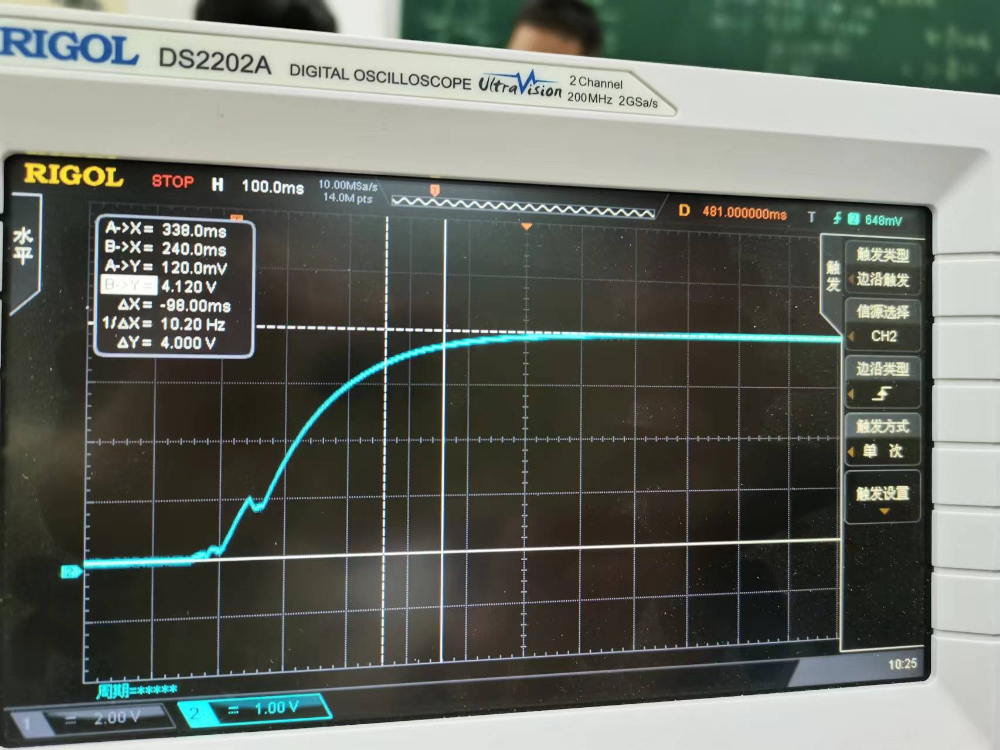 RIGOL DS2202A DIGITAL OSCILLOSCOPE UltraVision 2 Channel
200MHz 2GSa/s
RIGOL STOP H 100.0ms 10.00MSa/s
14.0M pts
D 481.000000ms T 2 648mV
水平
A->X= 338.0ms
B->X= 240.0ms
A->Y= 120.0mV
B->Y= 4.120 V
ΔX= -98.00ms
1/ΔX= 10.20 Hz
ΔY= 4.000 V
触发
触发类型
边沿触发
信源选择
CH2
边沿类型
触发方式
单 次
触发设置
2
周期=*****
1 = 2.00 V
2 = 1.00 V
10:25